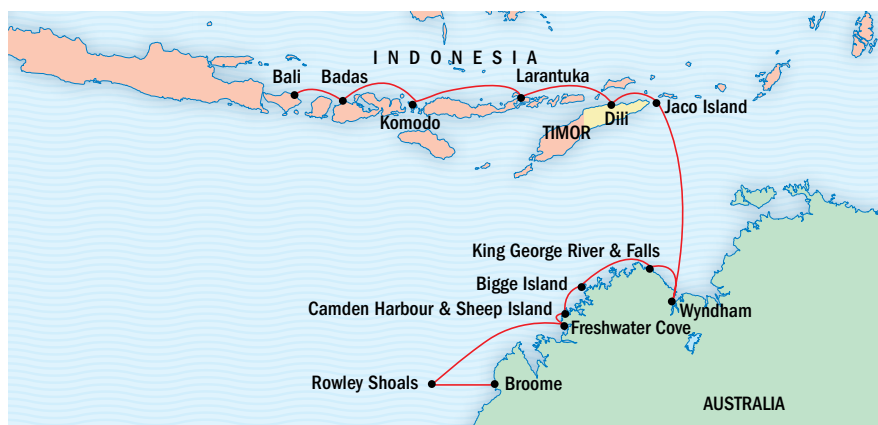 INDONESIA
Bali
Badas
Larantuka
Komodo
Jaco Island
Dili
TIMOR
King George River & Falls
Bigge Island
Camden Harbour & Sheep Island
Wyndham
Freshwater Cove
Rowley Shoals
Broome
AUSTRALIA